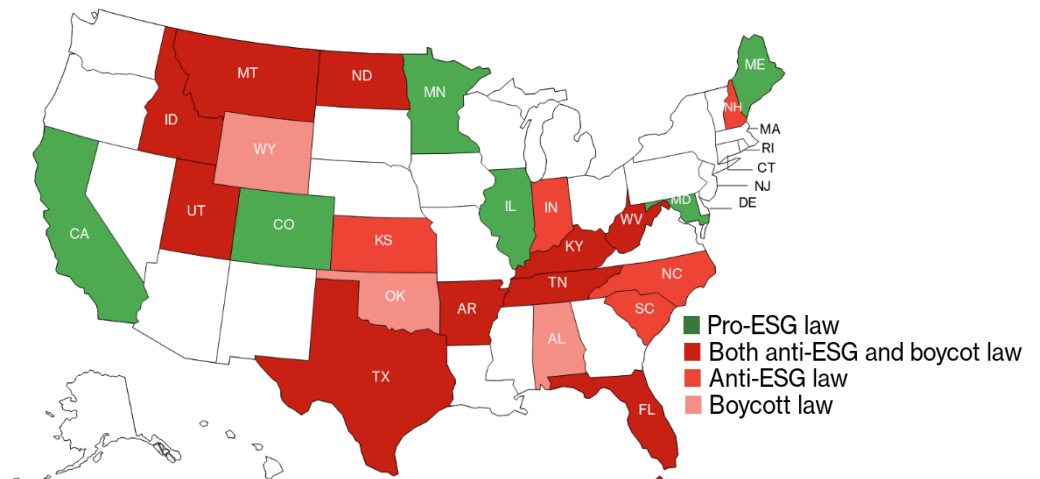 ME
MT
ND
MN
NH
ID
MA
WY
RI
CT
NJ
MD
DE
UT
CO
IL
IN
WV
CA
KS
KY
NC
TN
OK
AR
SC
AL
TX
FL
Pro-ESG law
Both anti-ESG and boycot law
Anti-ESG law
Boycott law